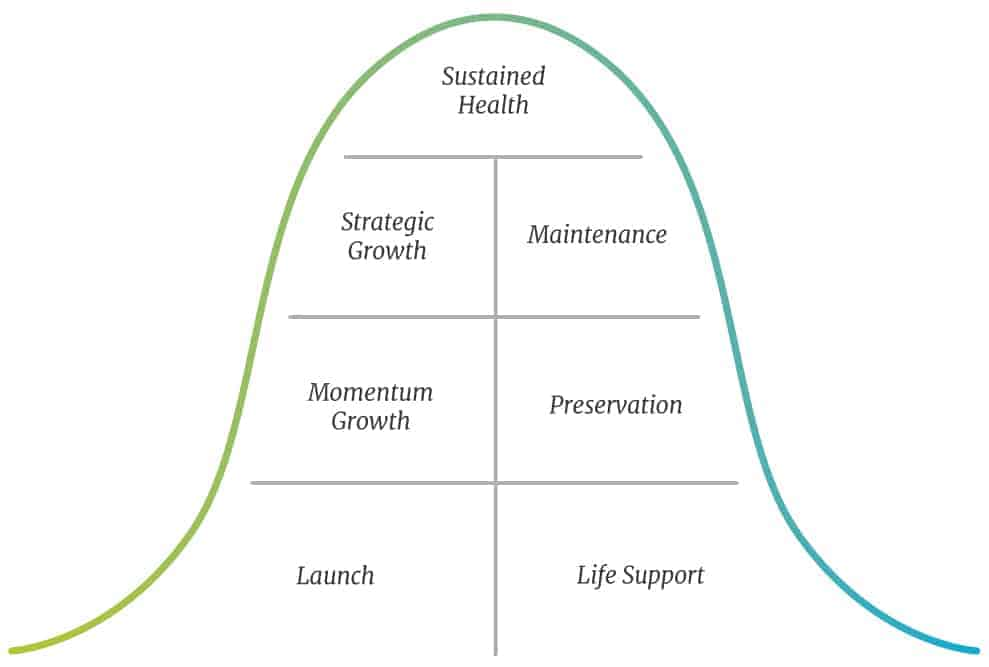 Sustained
Health
Strategic
Growth
Maintenance
Momentum
Growth
Preservation
Launch
Life Support